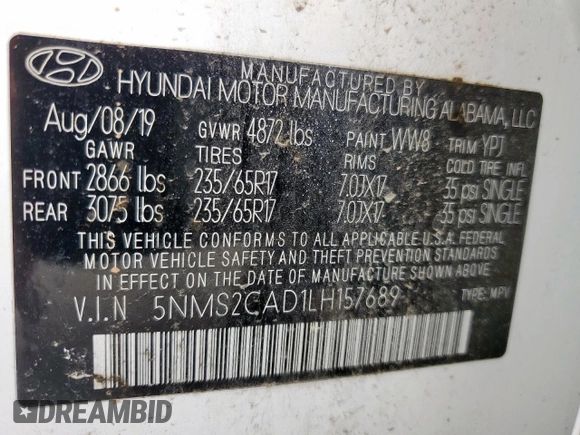 MANUFACTURED BY
HYUNDAI MOTOR MANUFACTURING ALABAMA, LLC
Aug/08/19 GVWR 4872 lbs PAINT WW8 TRIM YPJ
GAWR TIRES RIMS COLD TIRE INFL
FRONT 2866 lbs 235/65R17 7.0JX17 35 psi SINGLE
REAR 3075 lbs 235/65R17 7.0JX17 35 psi SINGLE
THIS VEHICLE CONFORMS TO ALL APPLICABLE U.S.A. FEDERAL
MOTOR VEHICLE SAFETY AND THEFT PREVENTION STANDARDS
IN EFFECT ON THE DATE OF MANUFACTURE SHOWN ABOVE.
V.I.N 5NMS2CAD1LH157689 TYPE: MPV
DREAMBID